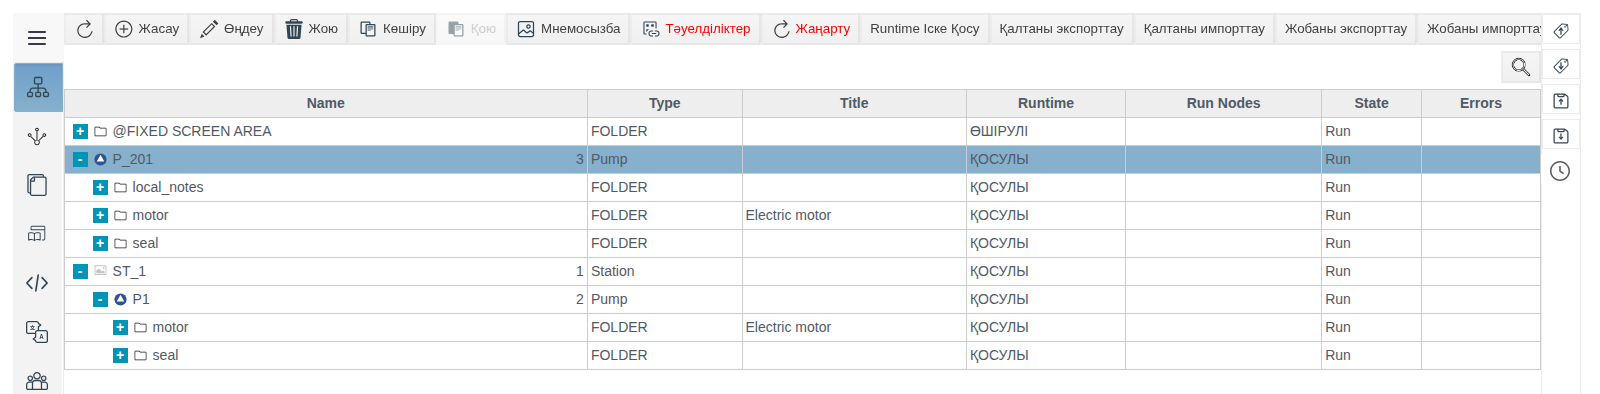 Жасау Өңдеу Жою Көшіру Қою Мнемосызба Тәуелділіктер Жаңарту Runtime Іске Қосу Қалтаны экспорттау Қалтаны импорттау Жобаны экспорттау Жобаны импорттау
Name Type Title Runtime Run Nodes State Errors
+ @FIXED SCREEN AREA FOLDER ӨШІРУЛІ Run
- P_201 3 Pump ҚОСУЛЫ Run
+ local_notes FOLDER ҚОСУЛЫ Run
+ motor FOLDER Electric motor ҚОСУЛЫ Run
+ seal FOLDER ҚОСУЛЫ Run
- ST_1 1 Station ҚОСУЛЫ Run
- P1 2 Pump ҚОСУЛЫ Run
+ motor FOLDER Electric motor ҚОСУЛЫ Run
+ seal FOLDER ҚОСУЛЫ Run